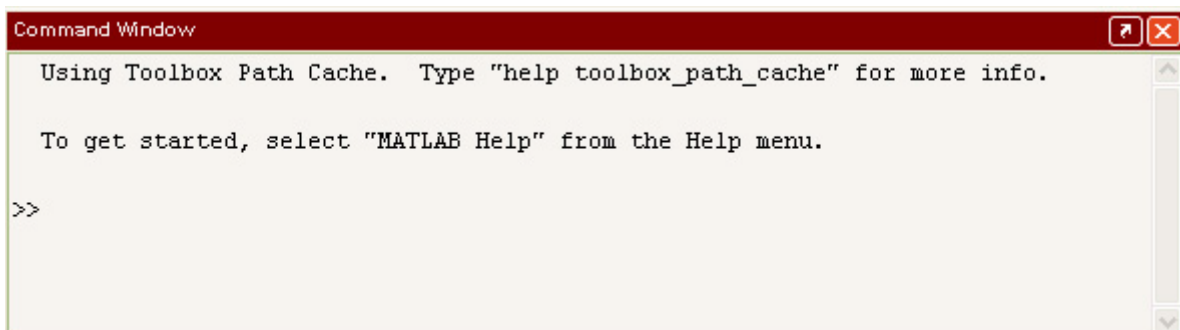 Command Window
Using Toolbox Path Cache.  Type "help toolbox_path_cache" for more info.
To get started, select "MATLAB Help" from the Help menu.
>>